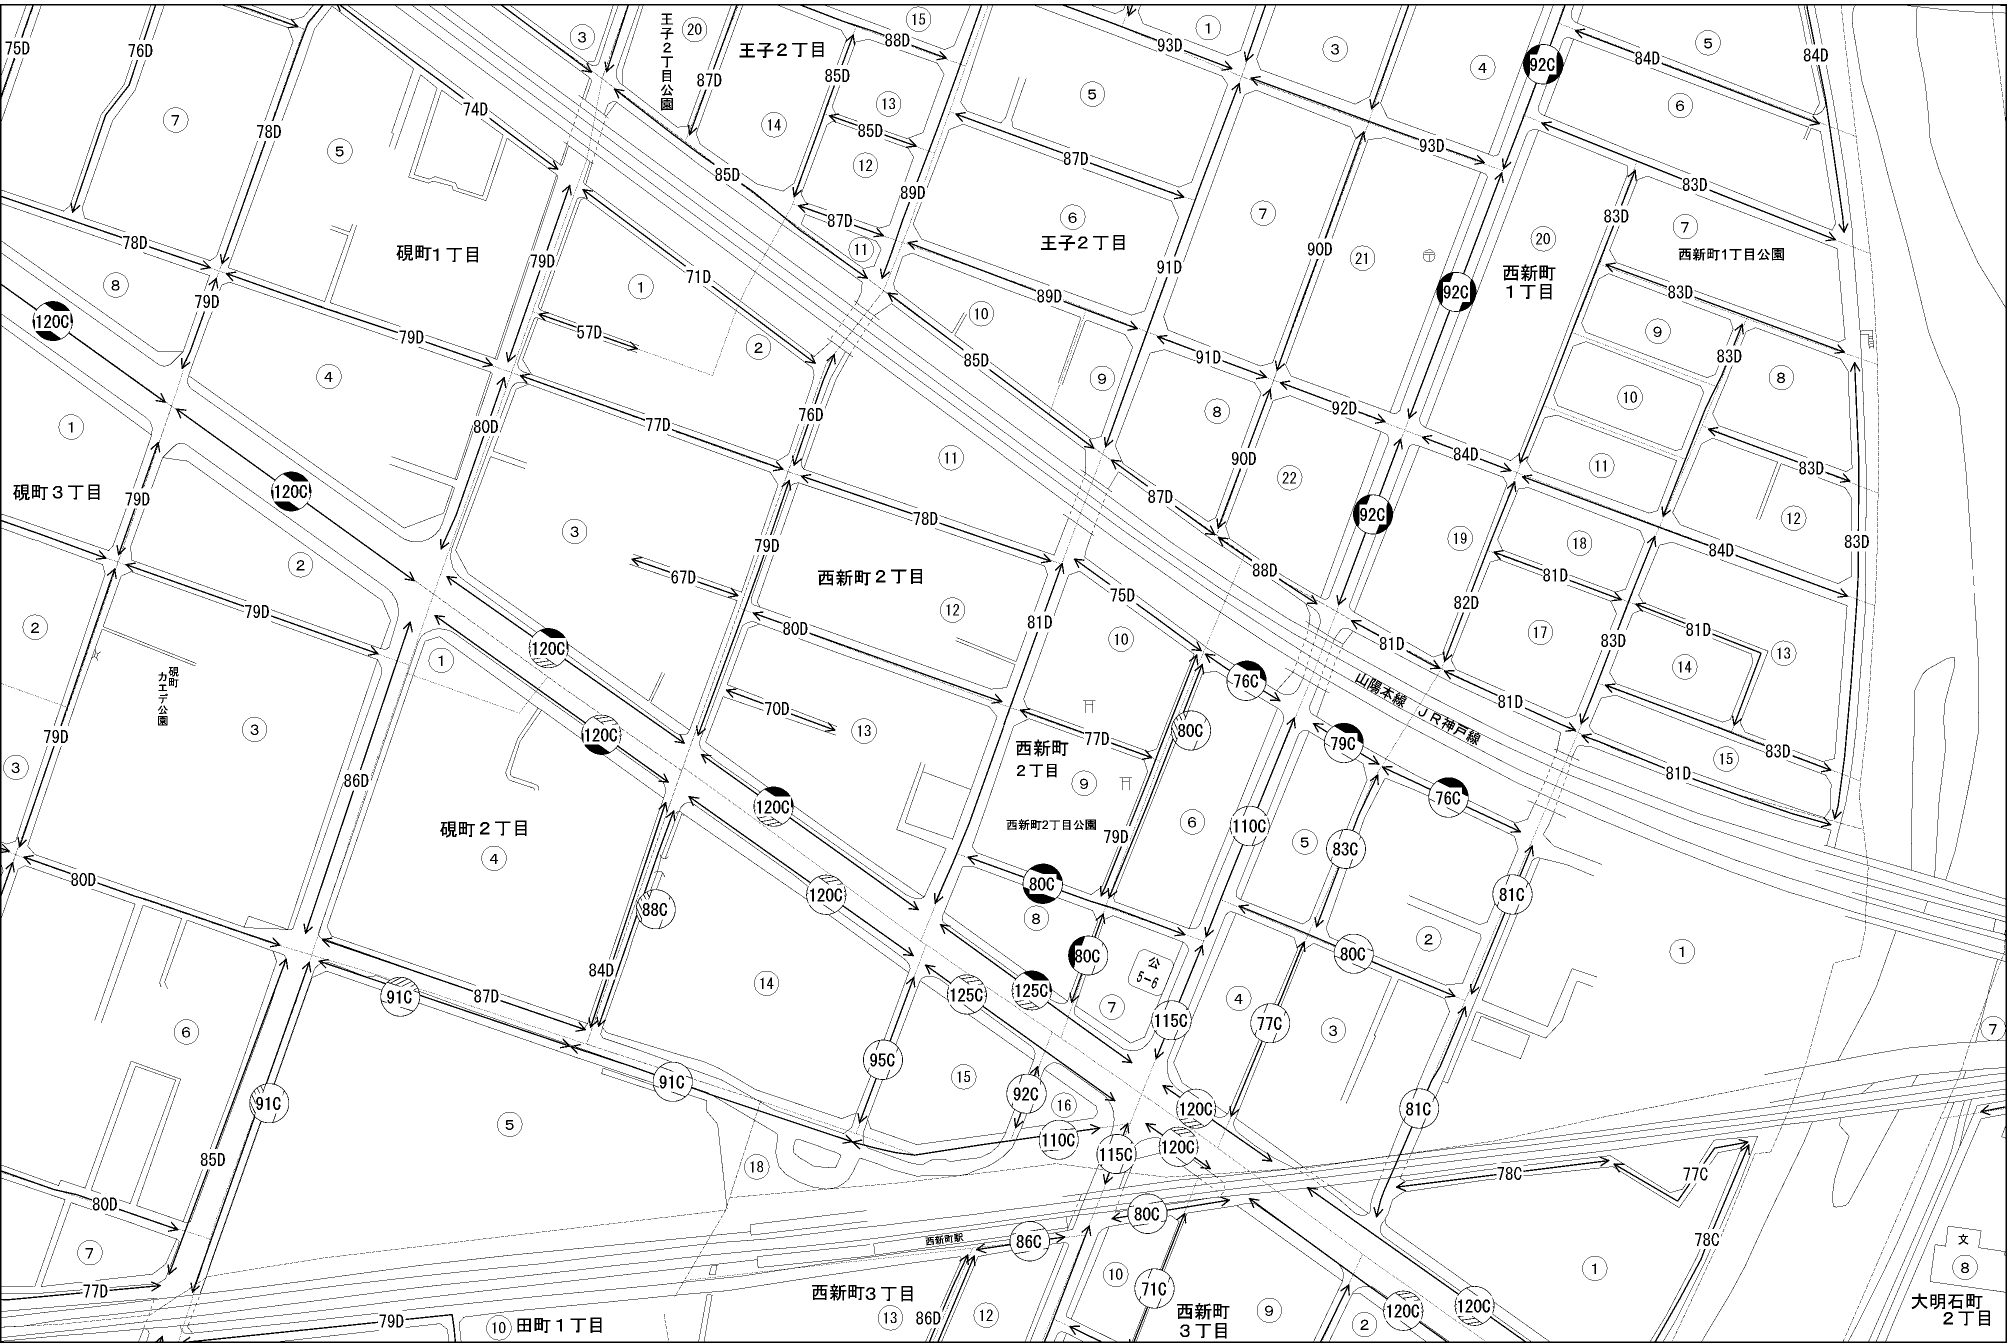 75D
76D
③
王子2丁目公園
⑳
王子2丁目
⑮
88D
93D
①
③
④
92C
⑤
84D
84D
⑥
⑦
78D
⑤
74D
87D
85D
⑬
85D
⑭
⑫
⑤
87D
93D
83D
78D
硯町1丁目
79D
85D
89D
87D
⑪
⑥
王子2丁目
⑦
90D
㉑
〒
⑳
西新町
1丁目
83D
⑦
西新町1丁目公園
120C
⑧
79D
79D
①
71D
57D
②
⑩
89D
91D
92C
83D
⑨
83D
⑧
④
85D
⑨
91D
⑧
92D
⑩
①
80D
77D
76D
⑪
90D
㉒
84D
⑪
83D
硯町3丁目
79D
120C
③
79D
78D
87D
92C
⑲
⑱
⑫
84D
83D
②
67D
西新町2丁目
⑫
75D
88D
81D
②
79D
80D
81D
⑩
82D
⑰
83D
81D
⑬
①
120C
81D
⑭
硯町
カエデ公園
③
79D
70D
⑬
76C
山陽本線 JR神戸線
81D
120C
80C
77D
西新町
2丁目
79C
⑮
83D
81D
③
86D
120C
⑨
76C
西新町2丁目公園
79D
⑥
110C
⑤
83C
硯町2丁目
④
80D
120C
80C
⑧
81C
88C
②
①
80C
80C
公
5-6
84D
⑭
125C
125C
⑦
④
91C
87D
115C
77C
③
⑥
95C
⑦
91C
⑮
92C
⑯
120C
81C
91C
⑤
110C
115C
120C
85D
⑱
78C
77C
80D
80C
⑦
西新町駅
86C
78C
文
⑧
77D
⑩
71C
①
西新町3丁目
⑬
86D
⑫
西新町
3丁目
⑨
②
120C
120C
大明石町
2丁目
79D
⑩
田町1丁目